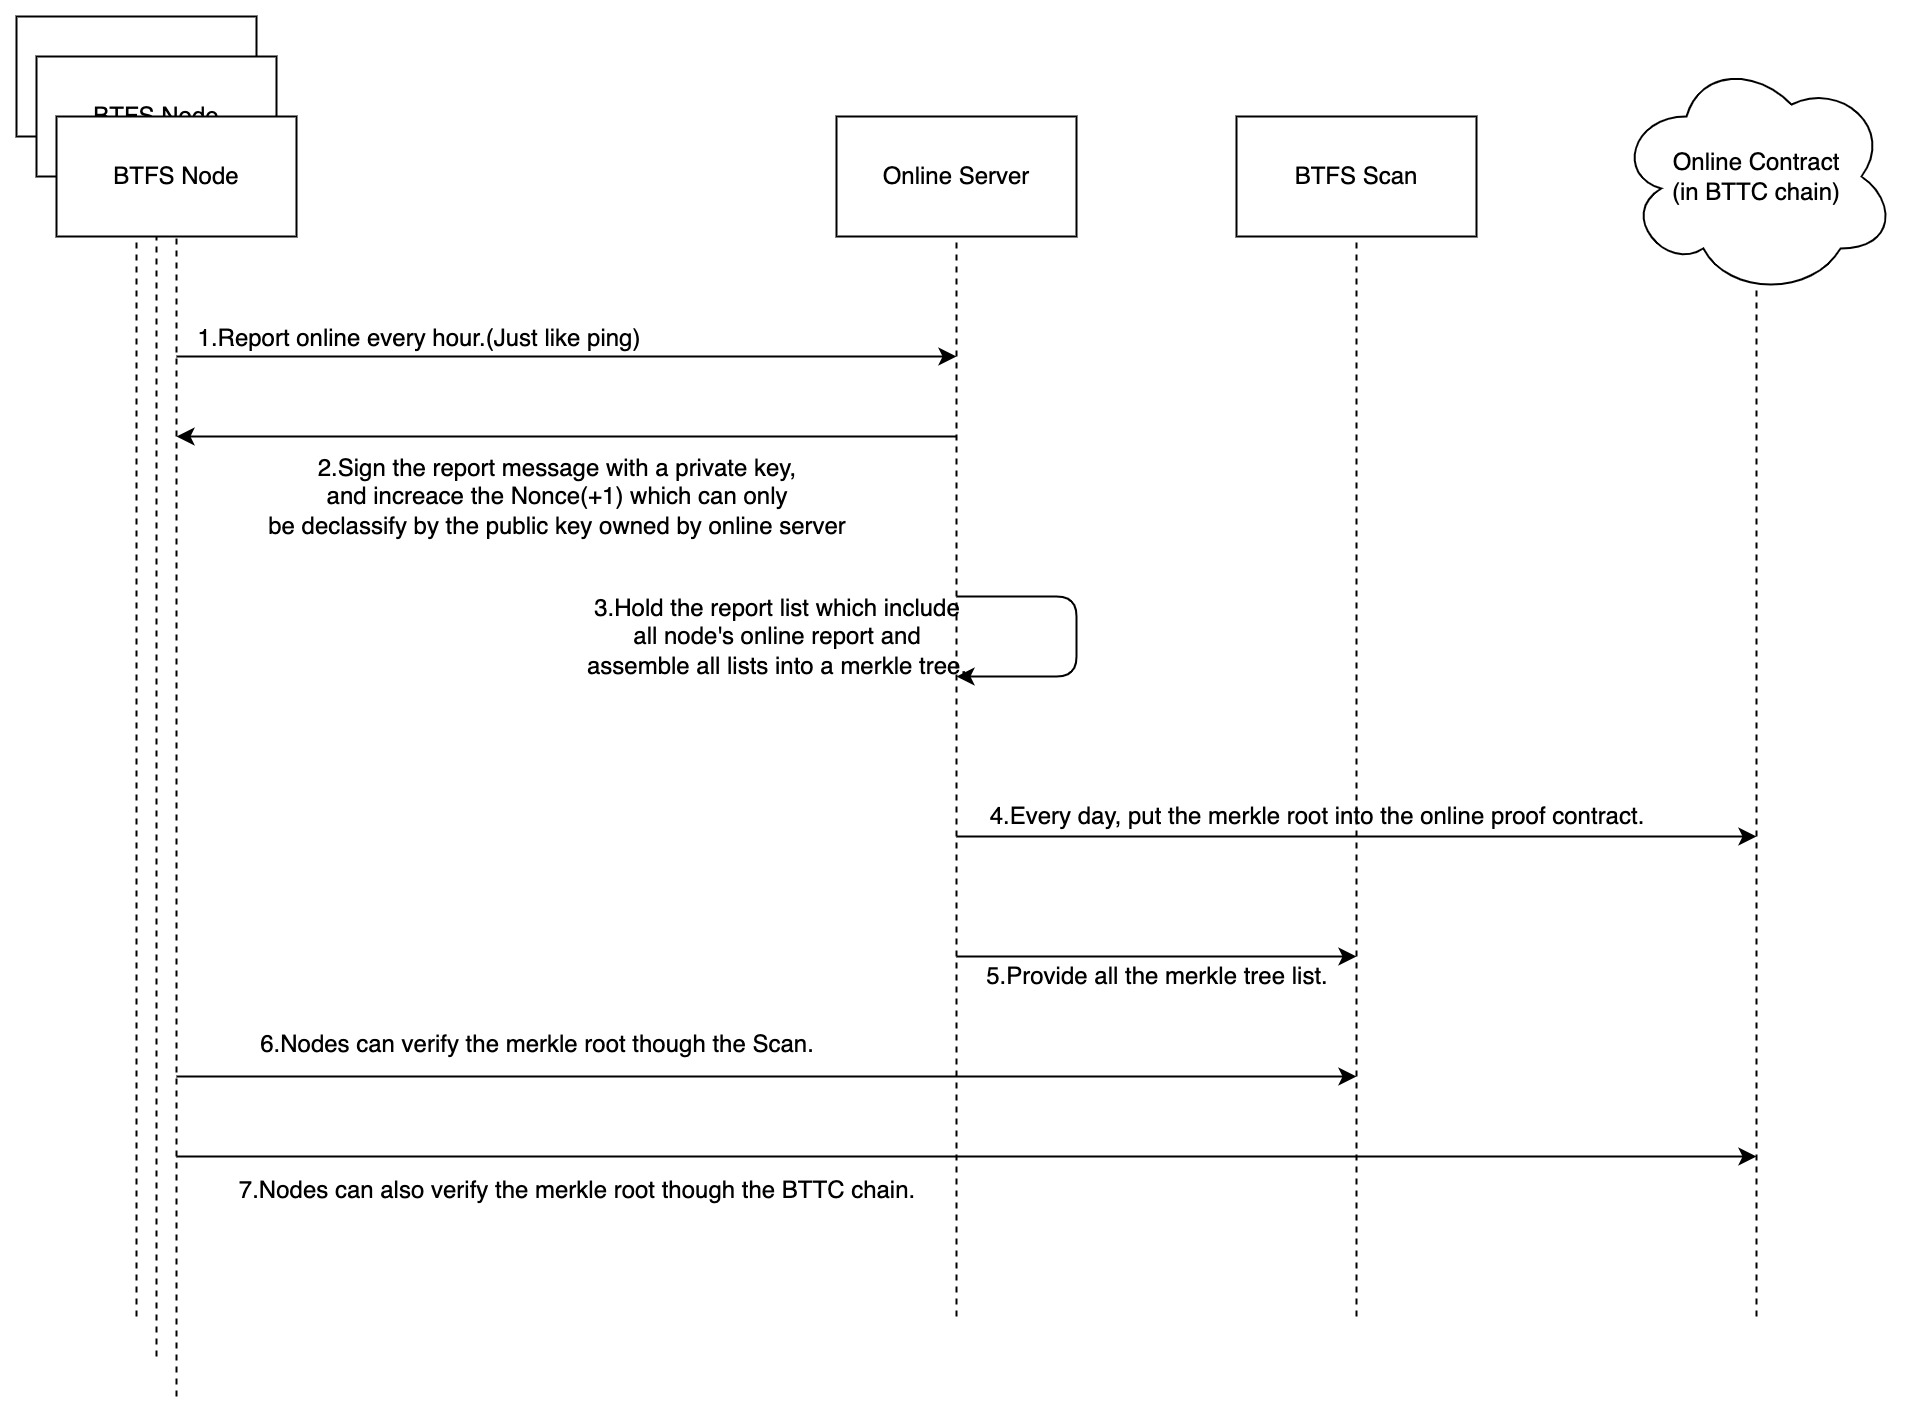 BTFS Node
BTFS Node
Online Server
BTFS Scan
Online Contract
(in BTTC chain)
1.Report online every hour.(Just like ping)
2.Sign the report message with a private key,
and increace the Nonce(+1) which can only
be declassify by the public key owned by online server
3.Hold the report list which include
all node's online report and
assemble all lists into a merkle tree.
4.Every day, put the merkle root into the online proof contract.
5.Provide all the merkle tree list.
6.Nodes can verify the merkle root though the Scan.
7.Nodes can also verify the merkle root though the BTTC chain.